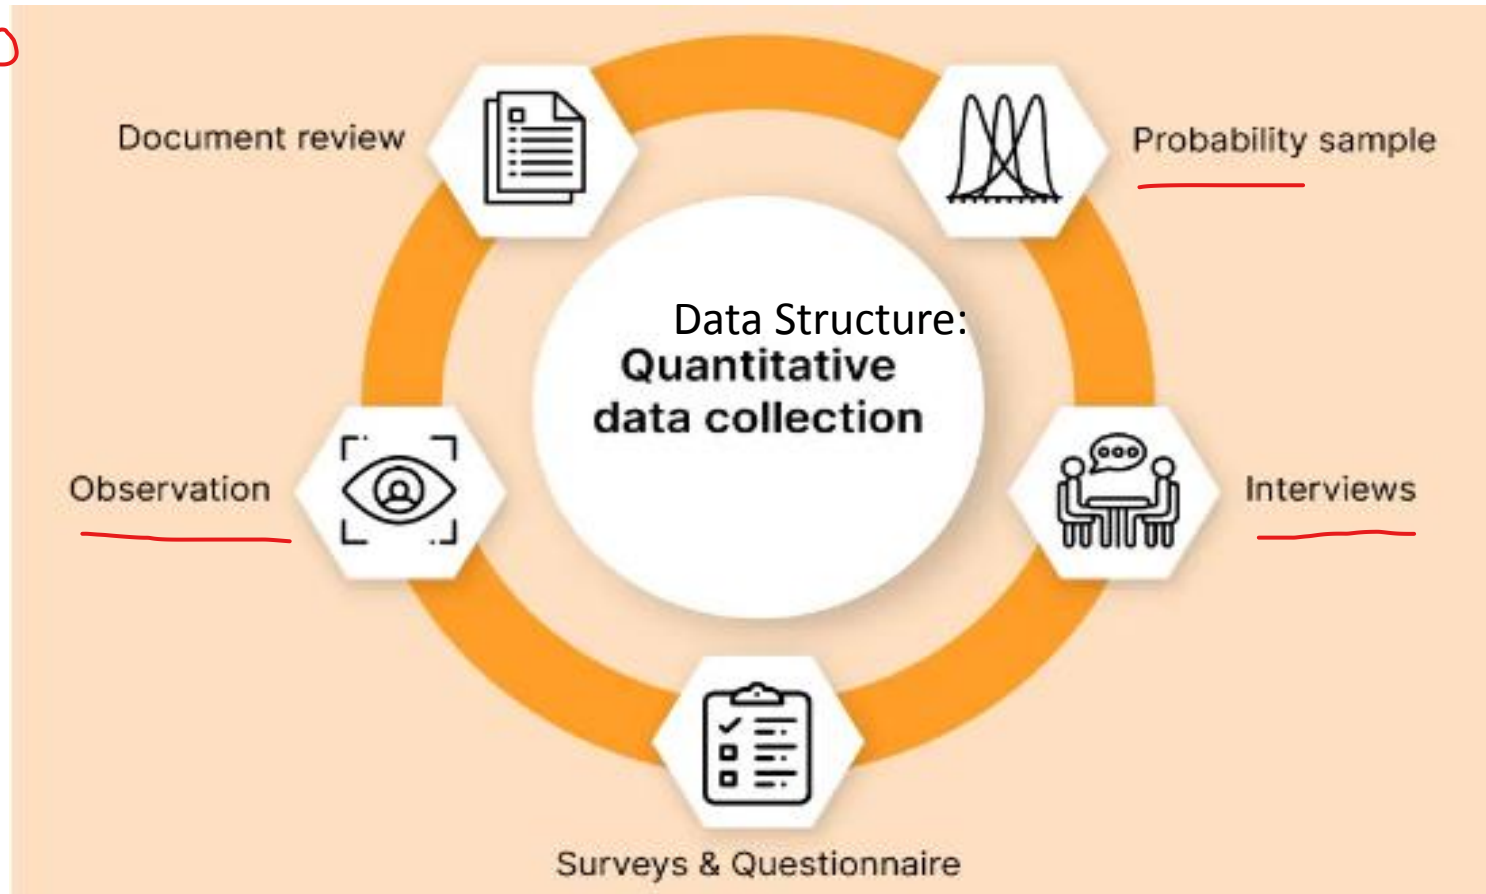 Document review
Probability sample
Data Structure:
Quantitative
data collection
Observation
Interviews
Surveys & Questionnaire